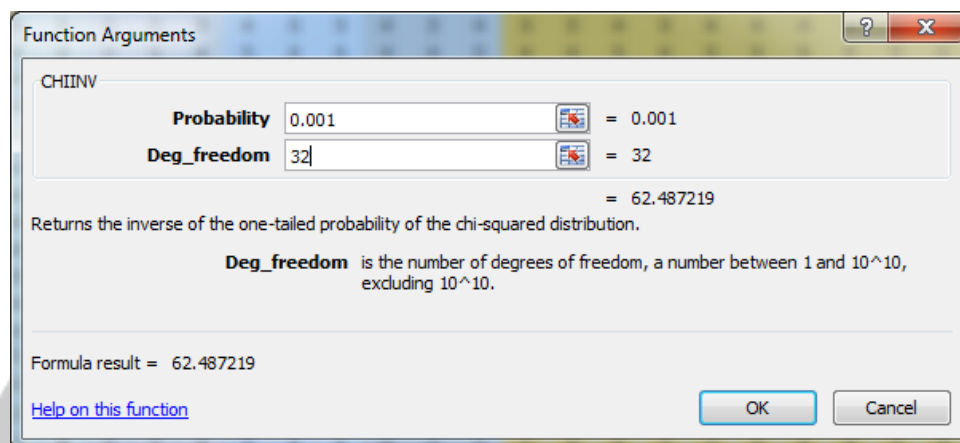 Function Arguments
? X
CHIINV
Probability 0.001 = 0.001
Deg_freedom 32 = 32
= 62.487219
Returns the inverse of the one-tailed probability of the chi-squared distribution.
Deg_freedom is the number of degrees of freedom, a number between 1 and 10^10,
excluding 10^10.
Formula result = 62.487219
Help on this function OK Cancel